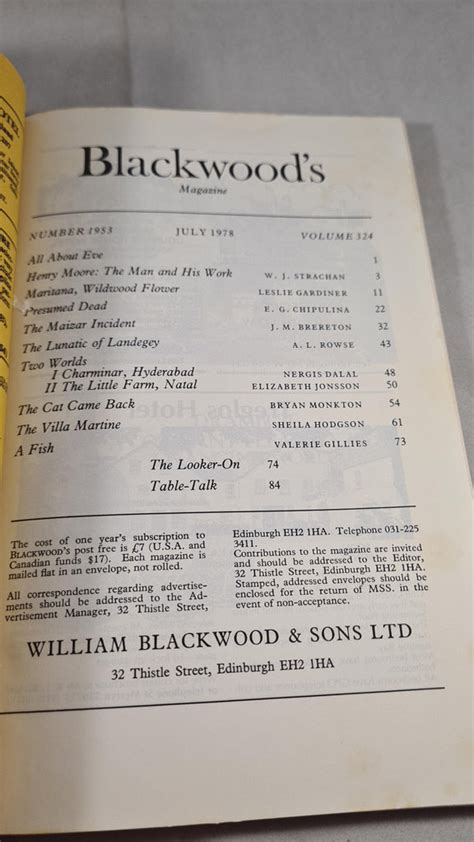 Blackwood's
Magazine
NUMBER 1953 JULY 1978 VOLUME 324
All About Eve 1
Henry Moore: The Man and His Work W. J. STRACHAN 3
Maritana, Wildwood Flower LESLIE GARDINER 11
Presumed Dead E. G. CHIPULINA 22
The Maizar Incident J. M. BRERETON 32
The Lunatic of Landegey A. L. ROWSE 43
Two Worlds
I Charminar, Hyderabad NERGIS DALAL 48
II The Little Farm, Natal ELIZABETH JONSSON 50
The Cat Came Back BRYAN MONKTON 54
The Villa Martine SHEILA HODGSON 61
A Fish VALERIE GILLIES 73
The Looker-On 74
Table-Talk 84
The cost of one year's subscription to
BLACKWOOD'S post free is £7 (U.S.A. and
Canadian funds $17). Each magazine is
mailed flat in an envelope, not rolled.
All correspondence regarding advertise-
ments should be addressed to the Ad-
vertisement Manager, 32 Thistle Street,
Edinburgh EH2 1HA. Telephone 031-225
3411.
Contributions to the magazine are invited
and should be addressed to the Editor,
32 Thistle Street, Edinburgh EH2 1HA.
Stamped, addressed envelopes should be
enclosed for the return of MSS. in the
event of non-acceptance.
WILLIAM BLACKWOOD & SONS LTD
32 Thistle Street, Edinburgh EH2 1HA